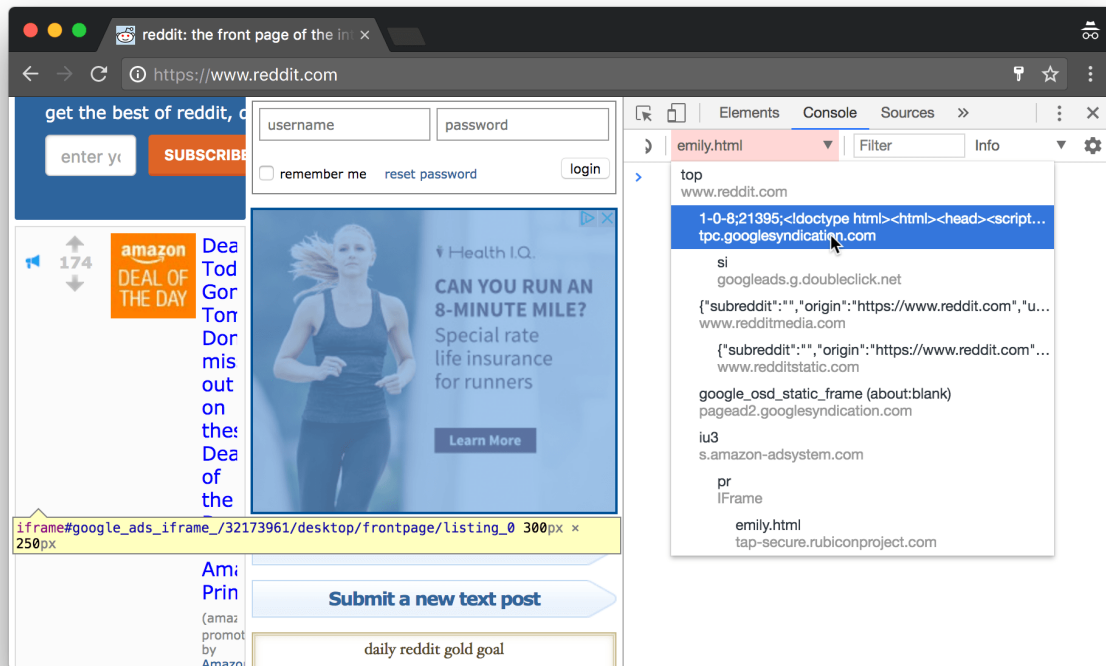 reddit: the front page of the int
https://www.reddit.com
get the best of reddit, d
enter yo
SUBSCRIBE
username
password
remember me
reset password
login
174
amazon
DEAL OF
THE DAY
Dea
Tod
Gon
Tom
Don
mis
out
on
thes
Dea
of
the
Health I.Q.
CAN YOU RUN AN
8-MINUTE MILE?
Special rate
life insurance
for runners
Learn More
iframe#google_ads_iframe_/32173961/desktop/frontpage/listing_0 300px ×
250px
Ama
Prin
(amaz
promot
by
Amazo
Submit a new text post
daily reddit gold goal
Elements
Console
Sources
emily.html
Filter
Info
top
www.reddit.com
1-0-8;21395;<!doctype html><html><head><script…
tpc.googlesyndication.com
si
googleads.g.doubleclick.net
{"subreddit":"","origin":"https://www.reddit.com","u…
www.redditmedia.com
{"subreddit":"","origin":"https://www.reddit.com"…
www.redditstatic.com
google_osd_static_frame (about:blank)
pagead2.googlesyndication.com
iu3
s.amazon-adsystem.com
pr
IFrame
emily.html
tap-secure.rubiconproject.com